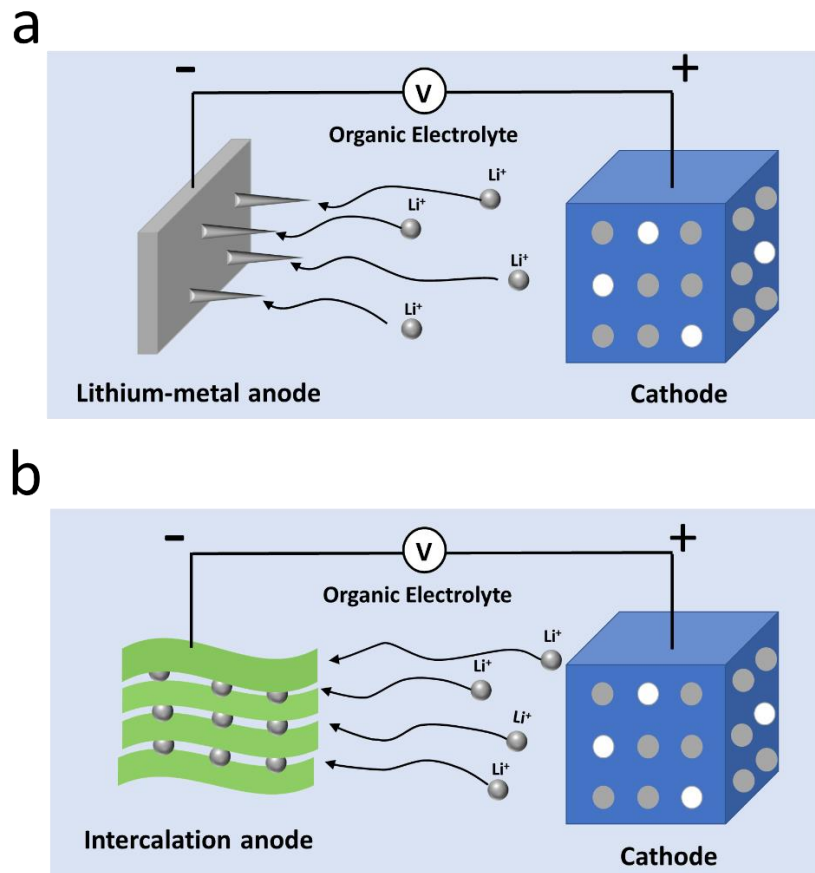 a
− +
V
Organic Electrolyte
Li⁺
Li⁺
Li⁺
Li⁺
Lithium-metal anode Cathode
b
− +
V
Organic Electrolyte
Li⁺
Li⁺
Li⁺
Li⁺
Intercalation anode
Cathode